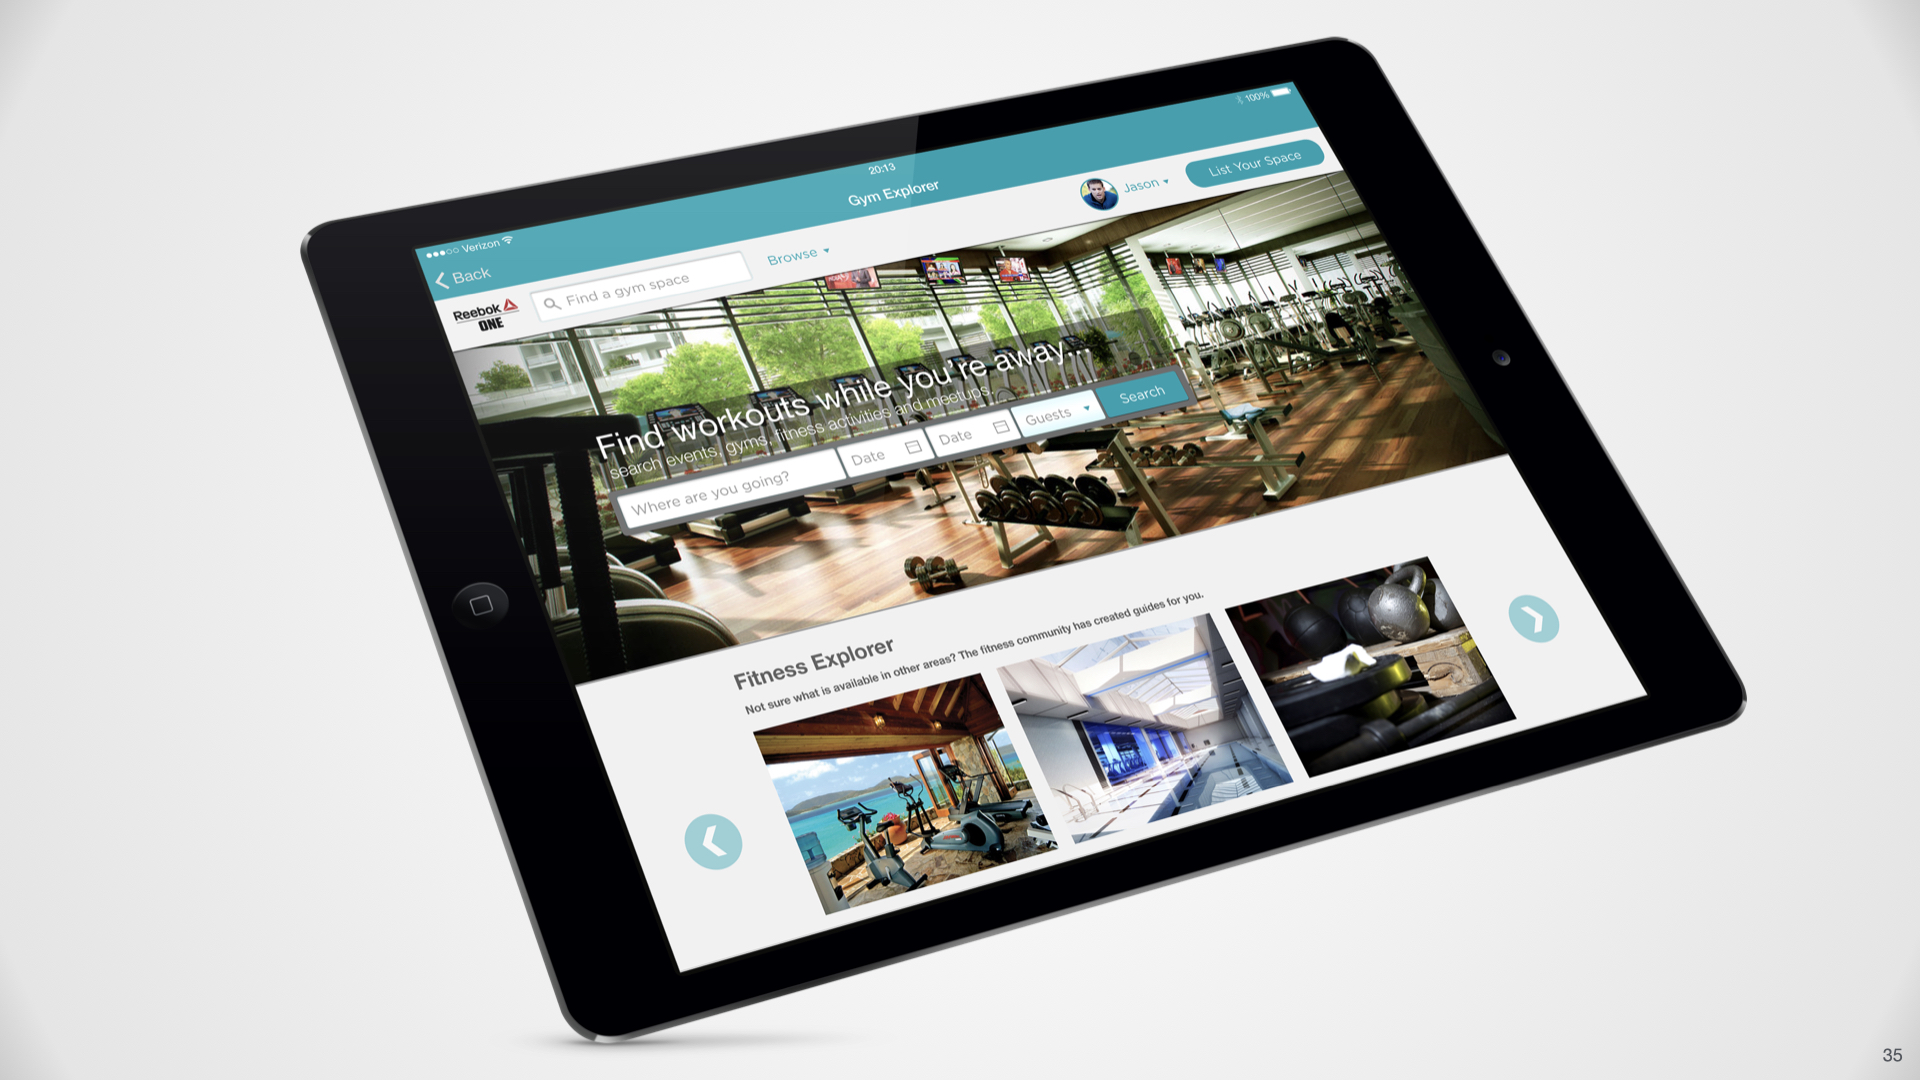 20:13
100%
Verizon
Gym Explorer
Back
Reebok
ONE
Find a gym space
Browse
Jason
List Your Space
Find workouts while you're away...
search events, gyms, fitness activities and meetups.
Where are you going?
Date
Date
Guests
Search
Fitness Explorer
Not sure what is available in other areas? The fitness community has created guides for you.
35